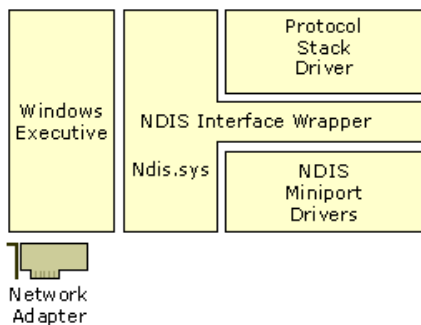 Protocol
Stack
Driver
Windows
Executive
NDIS Interface Wrapper
Ndis.sys
NDIS
Miniport
Drivers
Network
Adapter